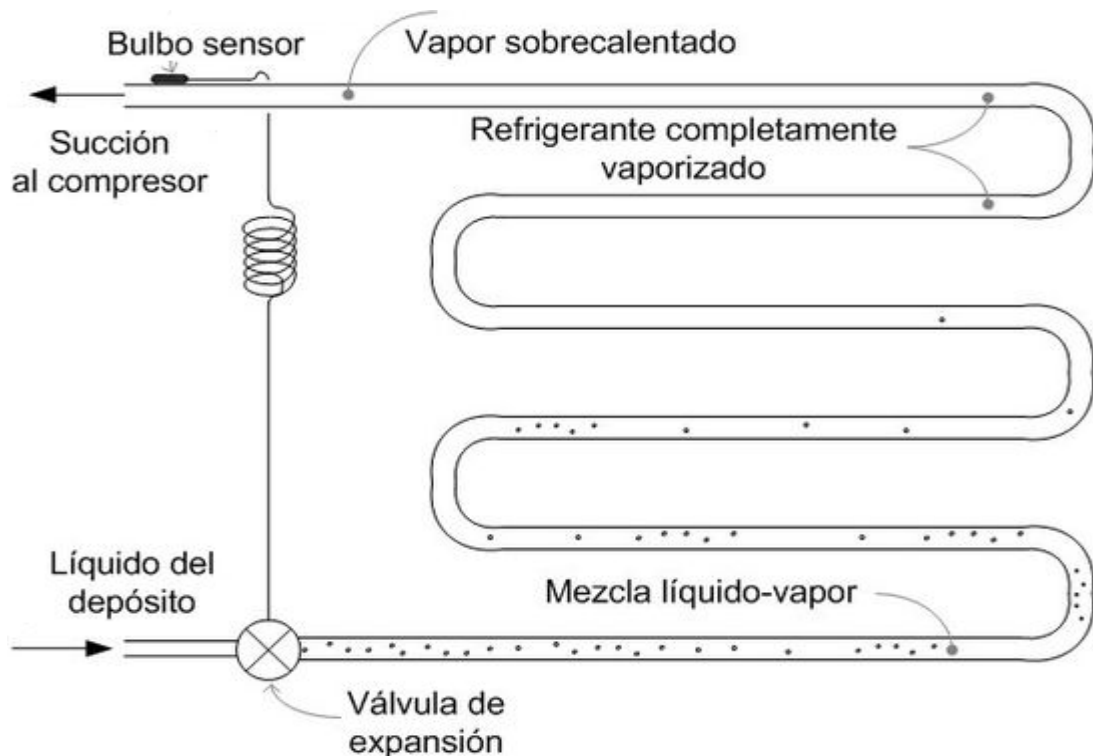 Bulbo sensor
Vapor sobrecalentado
Succión
al compresor
Refrigerante completamente
vaporizado
Líquido del
depósito
Mezcla líquido-vapor
Válvula de
expansión